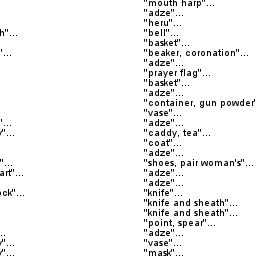 "mouth harp"...
"adze"...
"heru"...
h"... "bell"...
"basket"...
"... "beaker, coronation"...
"adze"...
"prayer flag"...
"basket"...
"adze"...
"container, gun powder"
"vase"...
"... "adze"...
"... "caddy, tea"...
"coat"...
"adze"...
"... "shoes, pair woman's"...
art"... "adze"...
"adze"...
ock"... "knife"...
"knife and sheath"...
"knife and sheath"...
"point, spear"...
... "adze"...
"... "vase"...
"... "mask"...